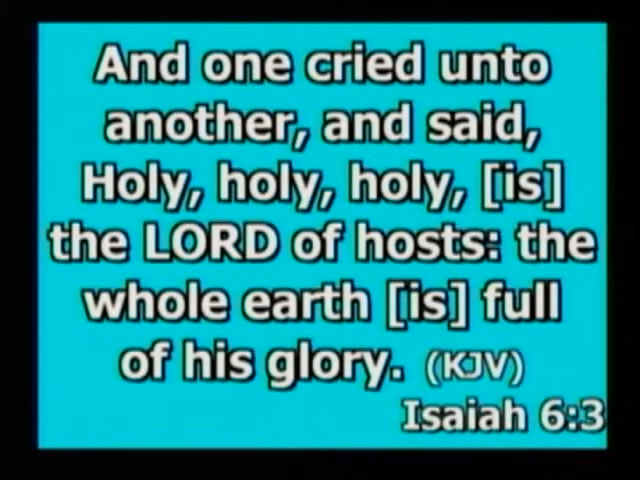 And one cried unto
another, and said,
Holy, holy, holy, [is]
the LORD of hosts: the
whole earth [is] full
of his glory. (KJV)
Isaiah 6:3